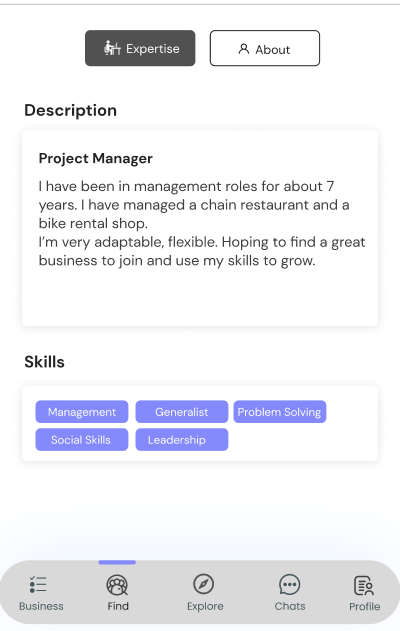 Expertise
About
Description
Project Manager
I have been in management roles for about 7
years. I have managed a chain restaurant and a
bike rental shop.
I’m very adaptable, flexible. Hoping to find a great
business to join and use my skills to grow.
Skills
Management
Generalist
Problem Solving
Social Skills
Leadership
Business
Find
Explore
Chats
Profile